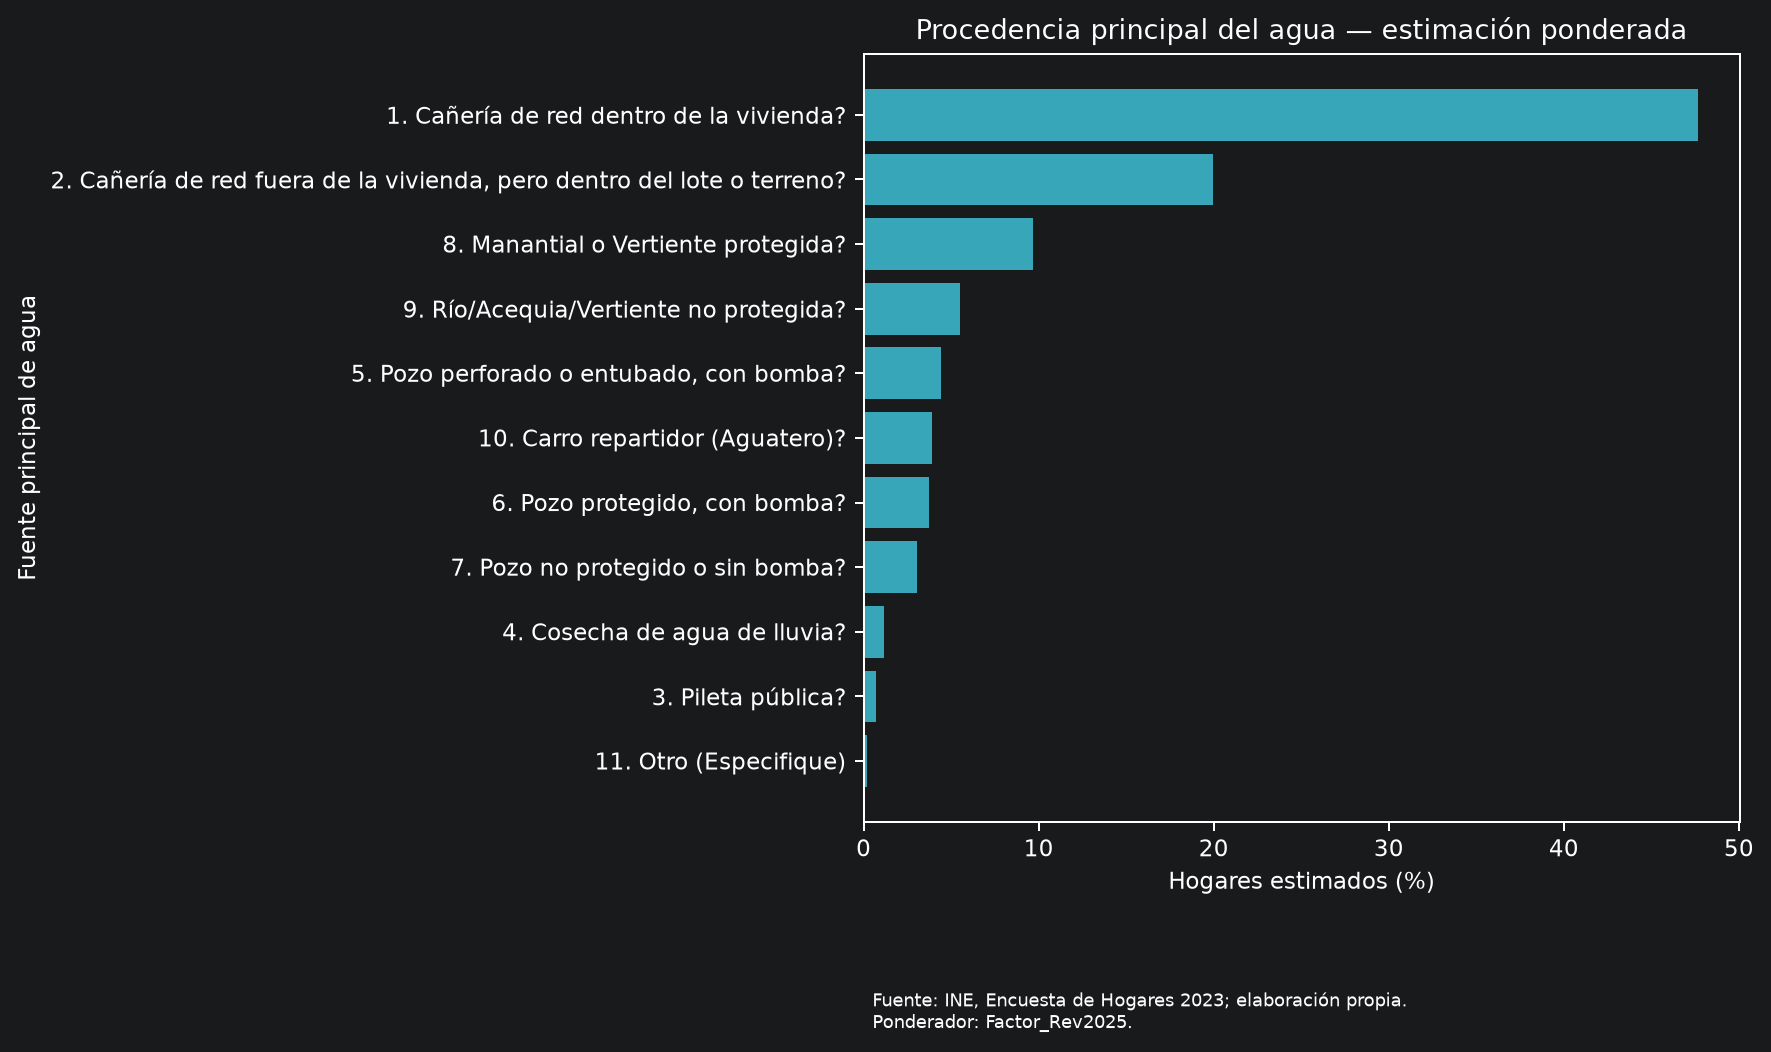 Procedencia principal del agua — estimación ponderada
Fuente principal de agua
1. Cañería de red dentro de la vivienda?
2. Cañería de red fuera de la vivienda, pero dentro del lote o terreno?
8. Manantial o Vertiente protegida?
9. Río/Acequia/Vertiente no protegida?
5. Pozo perforado o entubado, con bomba?
10. Carro repartidor (Aguatero)?
6. Pozo protegido, con bomba?
7. Pozo no protegido o sin bomba?
4. Cosecha de agua de lluvia?
3. Pileta pública?
11. Otro (Especifique)
0 10 20 30 40 50
Hogares estimados (%)
Fuente: INE, Encuesta de Hogares 2023; elaboración propia.
Ponderador: Factor_Rev2025.